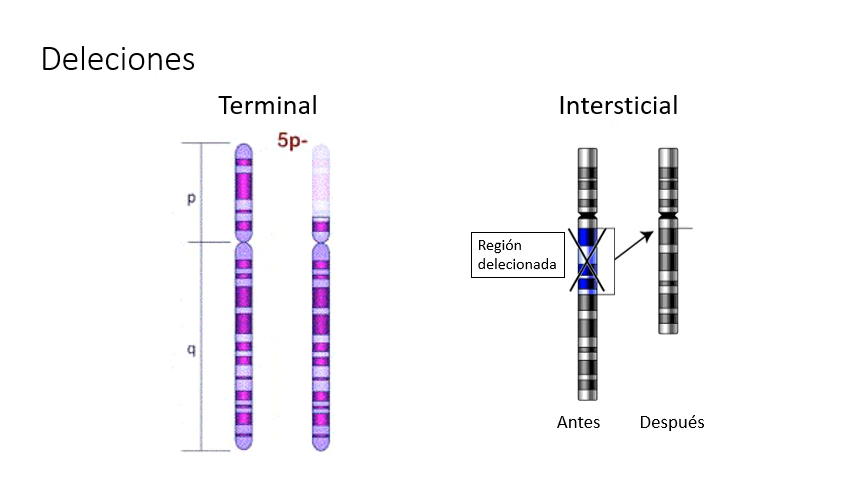 Deleciones
Terminal
5p-
p
q
Intersticial
Región
delecionada
Antes
Después